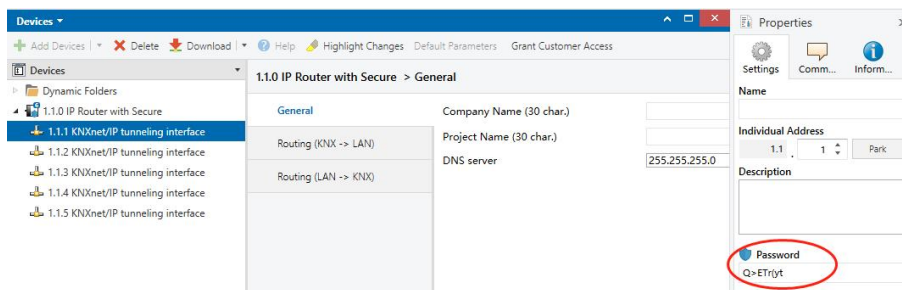 Devices
Add Devices Delete Download Help Highlight Changes Default Parameters Grant Customer Access
Devices
Dynamic Folders
1.1.0 IP Router with Secure
1.1.1 KNXnet/IP tunneling interface
1.1.2 KNXnet/IP tunneling interface
1.1.3 KNXnet/IP tunneling interface
1.1.4 KNXnet/IP tunneling interface
1.1.5 KNXnet/IP tunneling interface
1.1.0 IP Router with Secure > General
General
Routing (KNX -> LAN)
Routing (LAN -> KNX)
Company Name (30 char.)
Project Name (30 char.)
DNS server 255.255.255.0
Properties
Settings Comm... Inform...
Name
Individual Address
1.1 . 1 Park
Description
Password
Q>ETr(yt